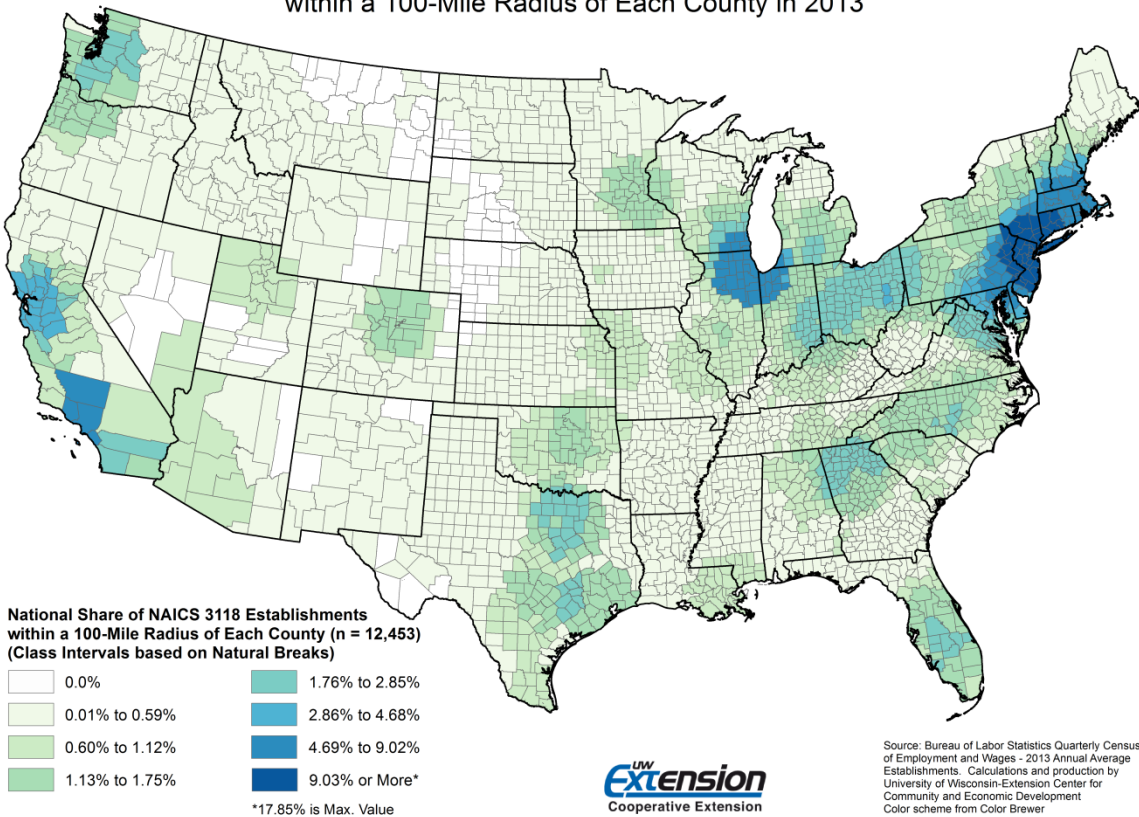 within a 100-Mile Radius of Each County in 2013
National Share of NAICS 3118 Establishments
within a 100-Mile Radius of Each County (n = 12,453)
(Class Intervals based on Natural Breaks)
0.0%
0.01% to 0.59%
0.60% to 1.12%
1.13% to 1.75%
1.76% to 2.85%
2.86% to 4.68%
4.69% to 9.02%
9.03% or More*
*17.85% is Max. Value
UW
Extension
Cooperative Extension
Source: Bureau of Labor Statistics Quarterly Census
of Employment and Wages - 2013 Annual Average
Establishments. Calculations and production by
University of Wisconsin-Extension Center for
Community and Economic Development
Color scheme from Color Brewer